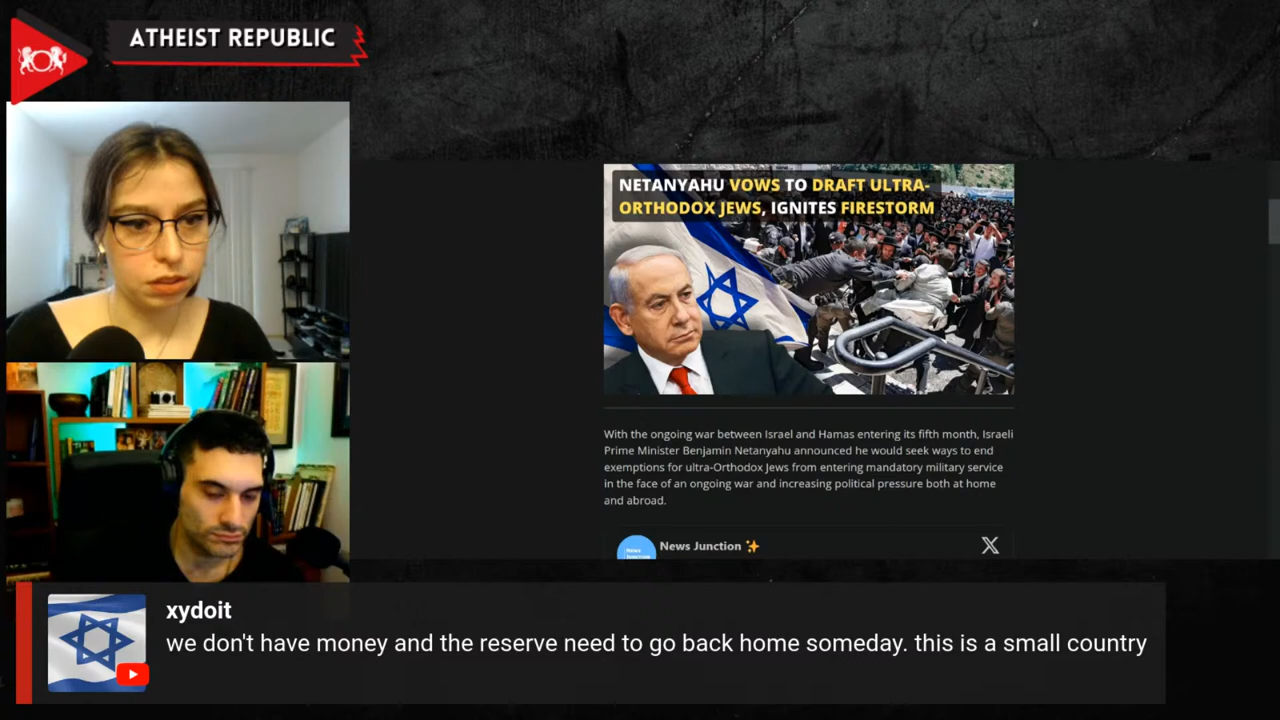 ATHEIST REPUBLIC
NETANYAHU VOWS TO DRAFT ULTRA-
ORTHODOX JEWS, IGNITES FIRESTORM
With the ongoing war between Israel and Hamas entering its fifth month, Israeli
Prime Minister Benjamin Netanyahu announced he would seek ways to end
exemptions for ultra-Orthodox Jews from entering mandatory military service
in the face of an ongoing war and increasing political pressure both at home
and abroad.
News Junction ✨
xydoit
we don't have money and the reserve need to go back home someday. this is a small country